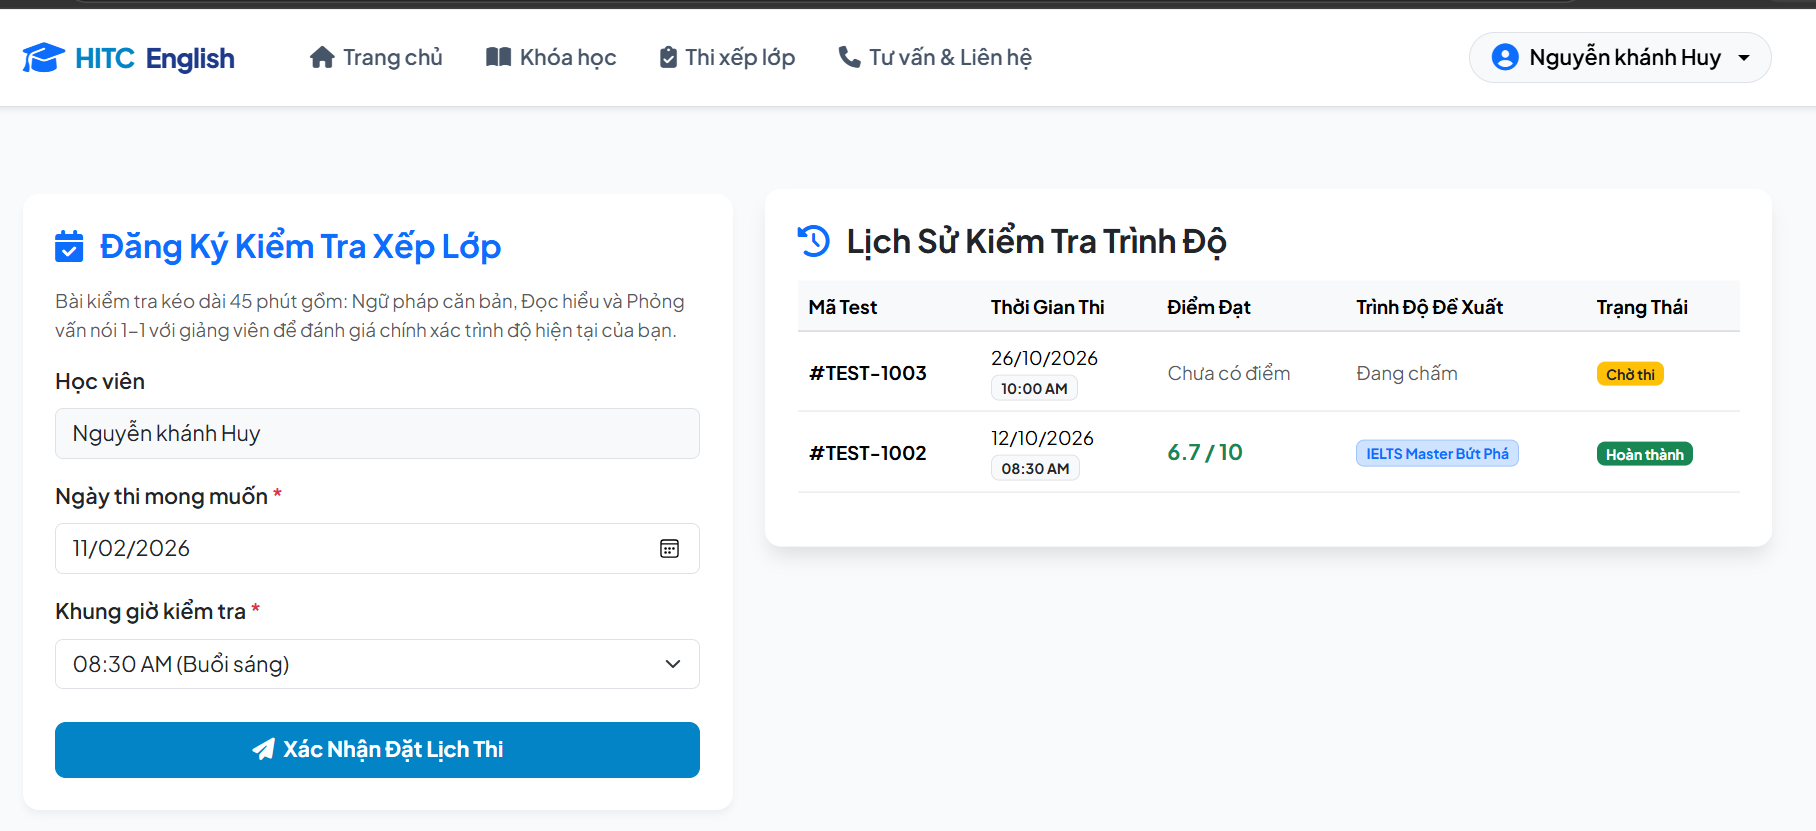 HITC English
Trang chủ
Khóa học
Thi xếp lớp
Tư vấn & Liên hệ
Nguyễn khánh Huy
Đăng Ký Kiểm Tra Xếp Lớp
Bài kiểm tra kéo dài 45 phút gồm: Ngữ pháp căn bản, Đọc hiểu và Phỏng
vấn nói 1-1 với giảng viên để đánh giá chính xác trình độ hiện tại của bạn.
Học viên
Nguyễn khánh Huy
Ngày thi mong muốn *
11/02/2026
Khung giờ kiểm tra *
08:30 AM (Buổi sáng)
Xác Nhận Đặt Lịch Thi
Lịch Sử Kiểm Tra Trình Độ
Mã Test Thời Gian Thi Điểm Đạt Trình Độ Đề Xuất Trạng Thái
#TEST-1003 26/10/2026 10:00 AM Chưa có điểm Đang chấm Chờ thi
#TEST-1002 12/10/2026 08:30 AM 6.7 / 10 IELTS Master Bứt Phá Hoàn thành